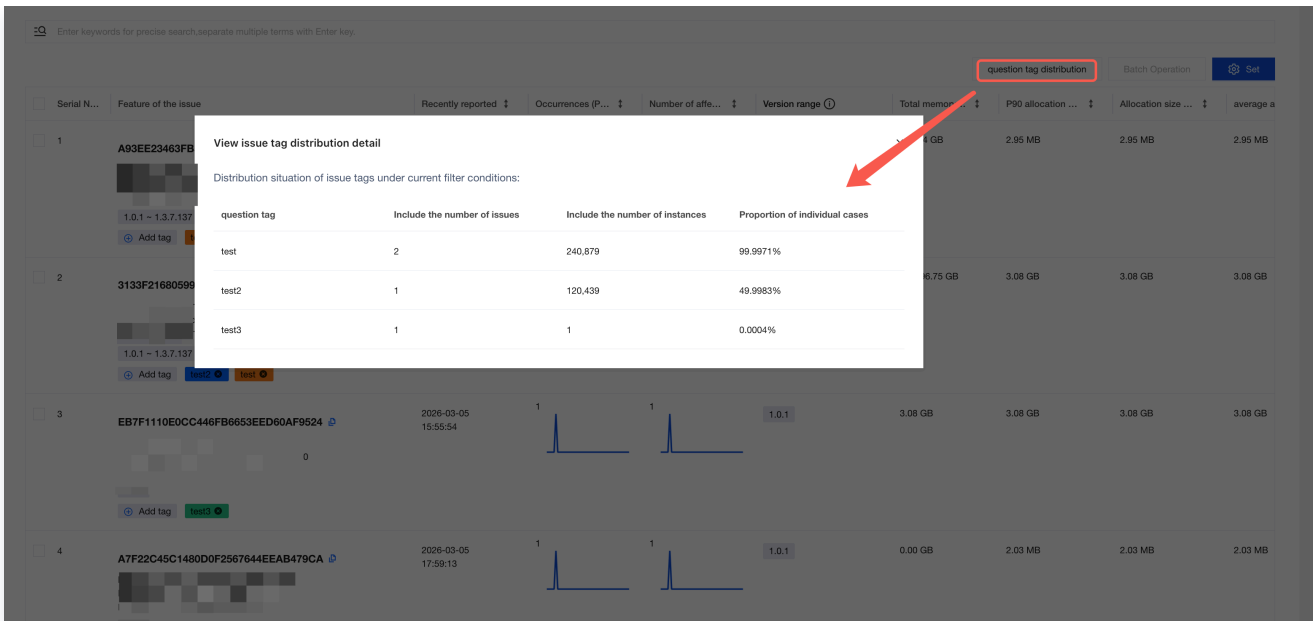 Enter keywords for precise search,separate multiple terms with Enter key.
question tag distribution Batch Operation Set
Serial N... Feature of the issue Recently reported Occurrences (P... Number of affe... Version range Total memor... P90 allocation ... Allocation size ... average a
1 A93EE23463FB 4 GB 2.95 MB 2.95 MB 2.95 MB
1.0.1 ~ 1.3.7.137
Add tag
View issue tag distribution detail
Distribution situation of issue tags under current filter conditions:
question tag Include the number of issues Include the number of instances Proportion of individual cases
test 2 240,879 99.9971%
test2 1 120,439 49.9983%
test3 1 1 0.0004%
2 3133F21680599 6.75 GB 3.08 GB 3.08 GB 3.08 GB
1.0.1 ~ 1.3.7.137
Add tag test2 test
3 EB7F1110E0CC446FB6653EED60AF9524 2026-03-05 1 1 1.0.1 3.08 GB 3.08 GB 3.08 GB 3.08 GB
15:55:54
0
Add tag test3
4 A7F22C45C1480D0F2567644EEAB479CA 2026-03-05 1 1 1.0.1 0.00 GB 2.03 MB 2.03 MB 2.03 MB
17:59:13